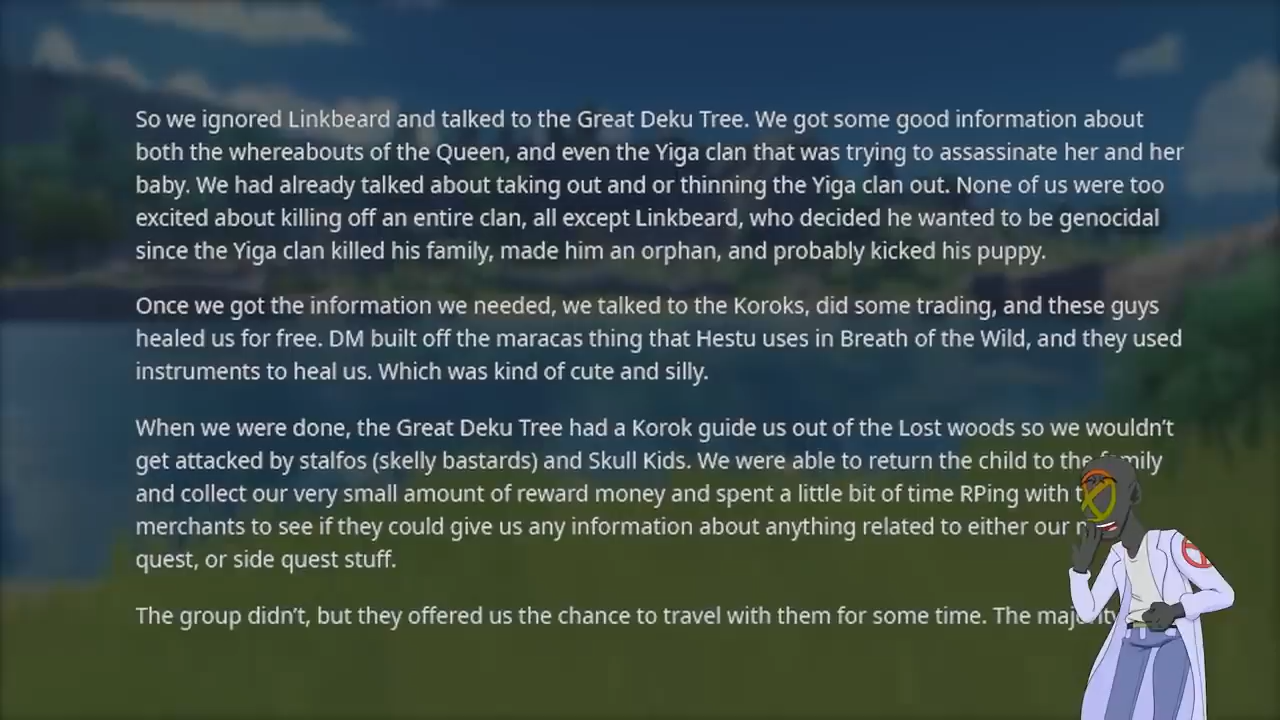 So we ignored Linkbeard and talked to the Great Deku Tree. We got some good information about
both the whereabouts of the Queen, and even the Yiga clan that was trying to assassinate her and her
baby. We had already talked about taking out and or thinning the Yiga clan out. None of us were too
excited about killing off an entire clan, all except Linkbeard, who decided he wanted to be genocidal
since the Yiga clan killed his family, made him an orphan, and probably kicked his puppy.
Once we got the information we needed, we talked to the Koroks, did some trading, and these guys
healed us for free. DM built off the maracas thing that Hestu uses in Breath of the Wild, and they used
instruments to heal us. Which was kind of cute and silly.
When we were done, the Great Deku Tree had a Korok guide us out of the Lost woods so we wouldn't
get attacked by stalfos (skelly bastards) and Skull Kids. We were able to return the child to the family
and collect our very small amount of reward money and spent a little bit of time RPing with
merchants to see if they could give us any information about anything related to either our
quest, or side quest stuff.
The group didn't, but they offered us the chance to travel with them for some time. The majority